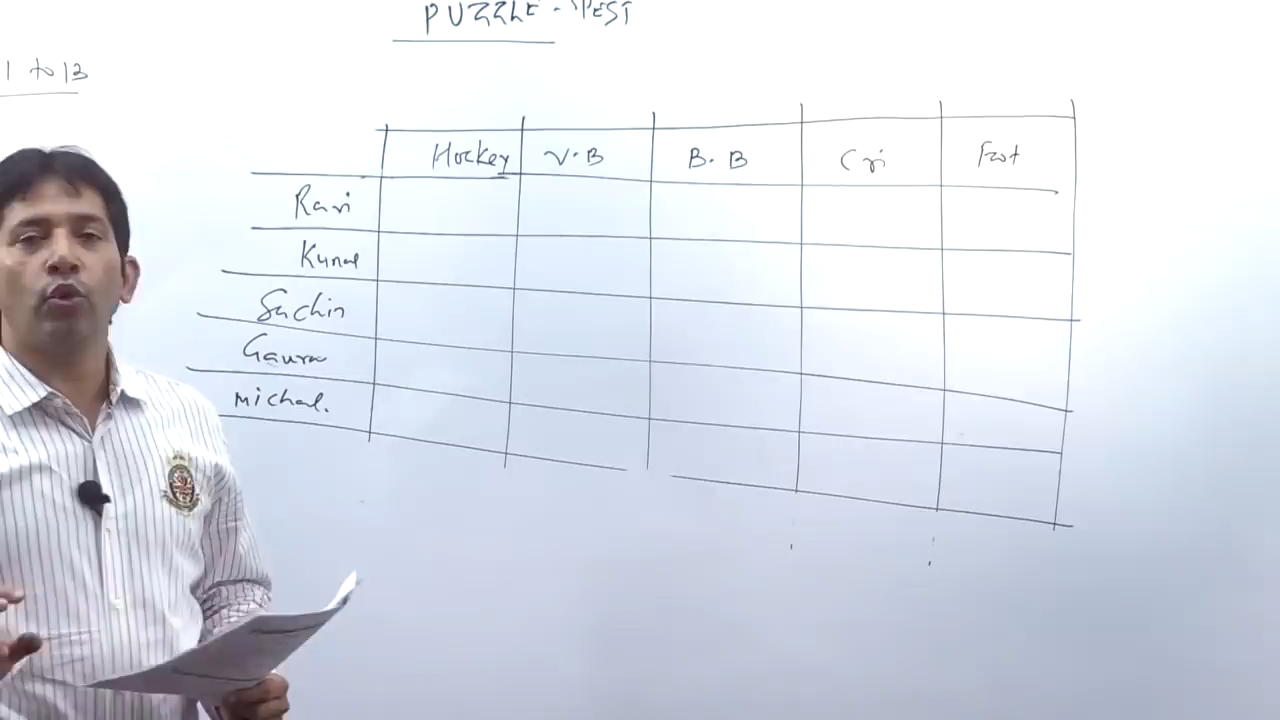 PUZZLE - TEST
1 to 13
Hockey V.B B.B Cri Foot
Ravi
Kunal
Sachin
Gaurav
michal.